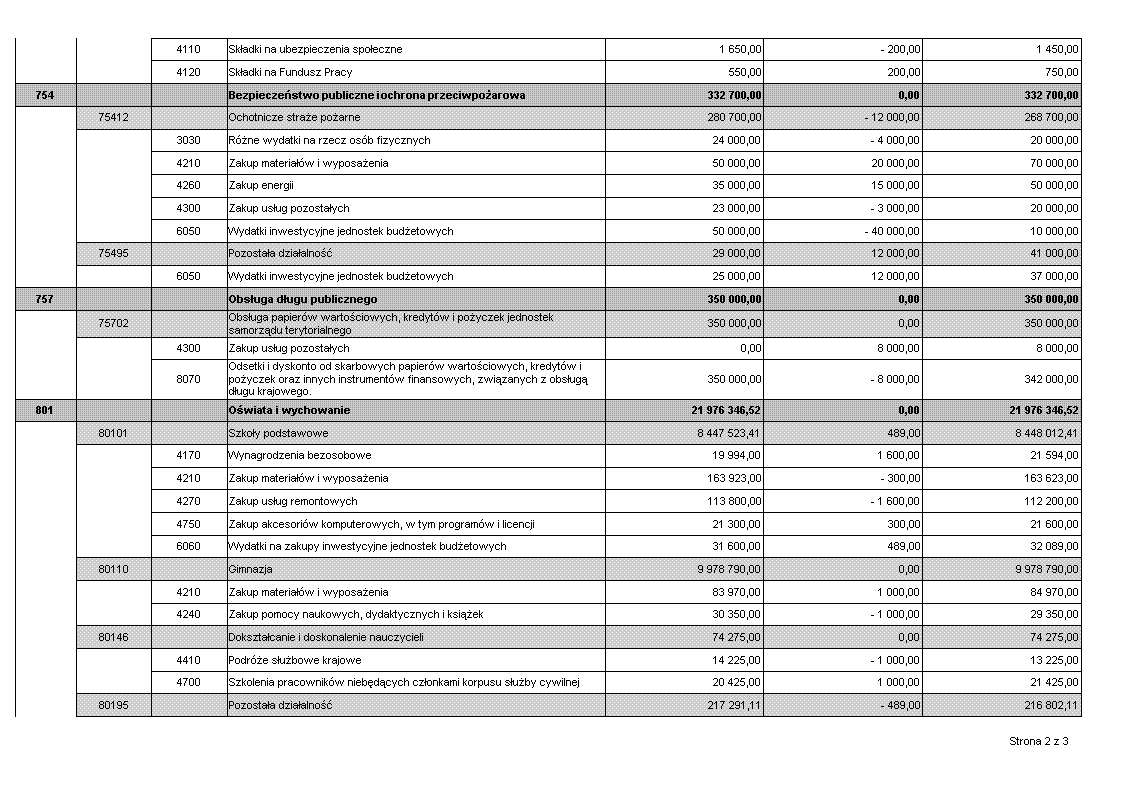 4110 Składki na ubezpieczenia społeczne 1 650,00 - 200,00 1 450,00
4120 Składki na Fundusz Pracy 550,00 200,00 750,00
754 Bezpieczeństwo publiczne i ochrona przeciwpożarowa 332 700,00 0,00 332 700,00
75412 Ochotnicze straże pożarne 280 700,00 - 12 000,00 268 700,00
3030 Różne wydatki na rzecz osób fizycznych 24 000,00 - 4 000,00 20 000,00
4210 Zakup materiałów i wyposażenia 50 000,00 20 000,00 70 000,00
4260 Zakup energii 35 000,00 15 000,00 50 000,00
4300 Zakup usług pozostałych 23 000,00 - 3 000,00 20 000,00
6050 Wydatki inwestycyjne jednostek budżetowych 50 000,00 - 40 000,00 10 000,00
75495 Pozostała działalność 29 000,00 12 000,00 41 000,00
6050 Wydatki inwestycyjne jednostek budżetowych 25 000,00 12 000,00 37 000,00
757 Obsługa długu publicznego 350 000,00 0,00 350 000,00
75702 Obsługa papierów wartościowych, kredytów i pożyczek jednostek
samorządu terytorialnego 350 000,00 0,00 350 000,00
4300 Zakup usług pozostałych 0,00 8 000,00 8 000,00
Odsetki i dyskonto od skarbowych papierów wartościowych, kredytów i
8070 pożyczek oraz innych instrumentów finansowych, związanych z obsługą 350 000,00 - 8 000,00 342 000,00
długu krajowego.
801 Oświata i wychowanie 21 976 346,52 0,00 21 976 346,52
80101 Szkoły podstawowe 8 447 523,41 489,00 8 448 012,41
4170 Wynagrodzenia bezosobowe 19 994,00 1 600,00 21 594,00
4210 Zakup materiałów i wyposażenia 163 923,00 - 300,00 163 623,00
4270 Zakup usług remontowych 113 800,00 - 1 600,00 112 200,00
4750 Zakup akcesoriów komputerowych, w tym programów i licencji 21 300,00 300,00 21 600,00
6060 Wydatki na zakupy inwestycyjne jednostek budżetowych 31 600,00 489,00 32 089,00
80110 Gimnazja 9 978 790,00 0,00 9 978 790,00
4210 Zakup materiałów i wyposażenia 83 970,00 1 000,00 84 970,00
4240 Zakup pomocy naukowych, dydaktycznych i książek 30 350,00 - 1 000,00 29 350,00
80146 Dokształcanie i doskonalenie nauczycieli 74 275,00 0,00 74 275,00
4410 Podróże służbowe krajowe 14 225,00 - 1 000,00 13 225,00
4700 Szkolenia pracowników niebędących członkami korpusu służby cywilnej 20 425,00 1 000,00 21 425,00
80195 Pozostała działalność 217 291,11 - 489,00 216 802,11
Strona 2 z 3